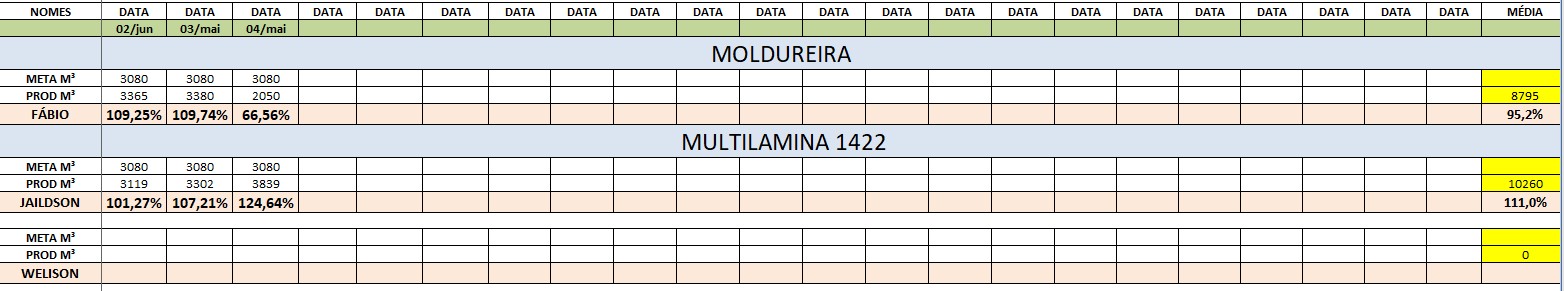 NOMES DATA DATA DATA DATA DATA DATA DATA DATA DATA DATA DATA DATA DATA DATA DATA DATA DATA DATA DATA DATA DATA DATA MÉDIA
02/jun 03/mai 04/mai
MOLDUREIRA
META M³ 3080 3080 3080
PROD M³ 3365 3380 2050 8795
FÁBIO 109,25% 109,74% 66,56% 95,2%
MULTILAMINA 1422
META M³ 3080 3080 3080
PROD M³ 3119 3302 3839 10260
JAILDSON 101,27% 107,21% 124,64% 111,0%
META M³
PROD M³ 0
WELISON